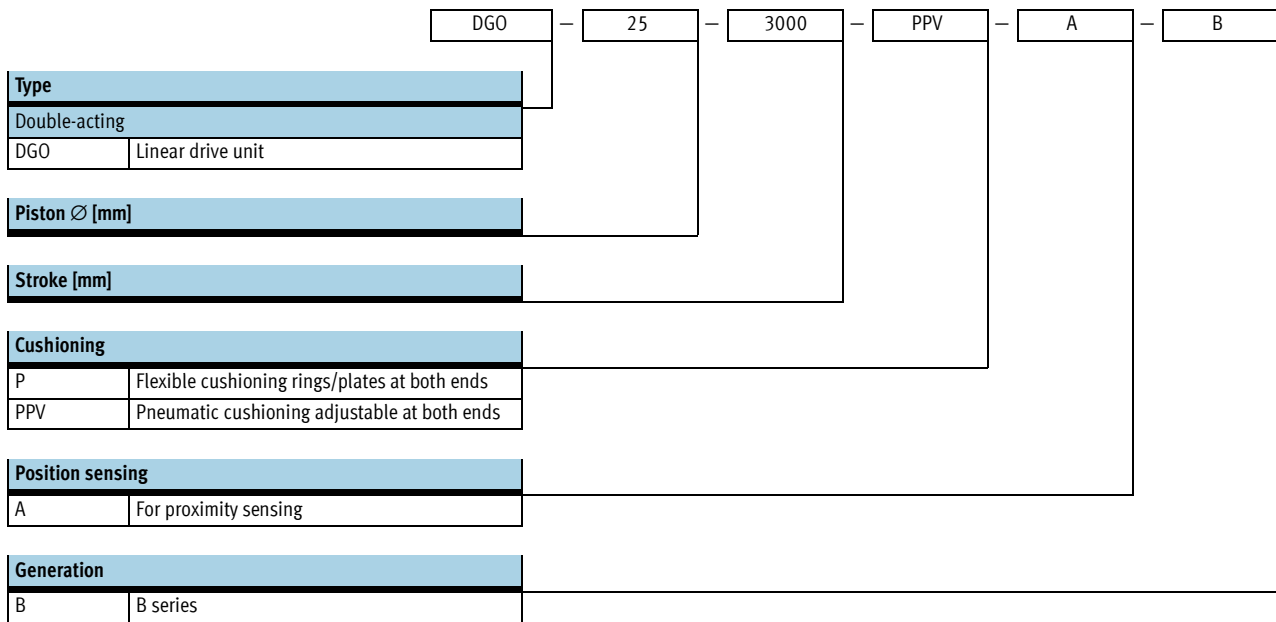 DGO – 25 – 3000 – PPV – A – B
Type
Double-acting
DGO Linear drive unit
Piston ∅ [mm]
Stroke [mm]
Cushioning
P Flexible cushioning rings/plates at both ends
PPV Pneumatic cushioning adjustable at both ends
Position sensing
A For proximity sensing
Generation
B B series